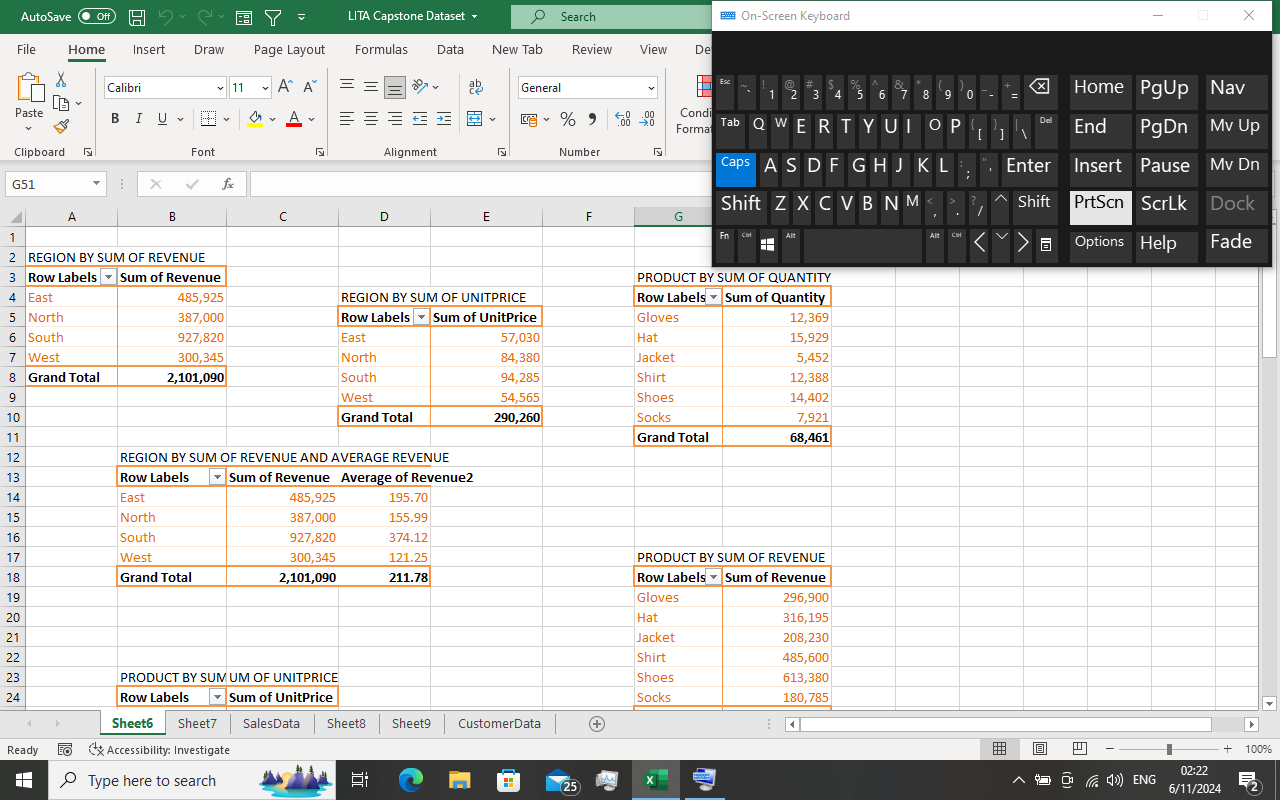 AutoSave Off LITA Capstone Dataset Search
On-Screen Keyboard
File Home Insert Draw Page Layout Formulas Data New Tab Review View De
Calibri 11 General
Paste B I U A Condi
Format
Clipboard Font Alignment Number
Esc ~ ` ! 1 @ 2 # 3 $ 4 % 5 ^ 6 & 7 * 8 ( 9 ) 0 _ - + = Home PgUp Nav
Tab Q W E R T Y U I O P { [ } ] | \ Del End PgDn Mv Up
Caps A S D F G H J K L : ; " ' Enter Insert Pause Mv Dn
Shift Z X C V B N M < , > . ? / Shift PrtScn ScrLk Dock
Fn Ctrl Alt Alt Ctrl Options Help Fade
G51 fx
A B C D E F G
1
2 REGION BY SUM OF REVENUE
3 Row Labels Sum of Revenue PRODUCT BY SUM OF QUANTITY
4 East 485,925 REGION BY SUM OF UNITPRICE Row Labels Sum of Quantity
5 North 387,000 Row Labels Sum of UnitPrice Gloves 12,369
6 South 927,820 East 57,030 Hat 15,929
7 West 300,345 North 84,380 Jacket 5,452
8 Grand Total 2,101,090 South 94,285 Shirt 12,388
9 West 54,565 Shoes 14,402
10 Grand Total 290,260 Socks 7,921
11 Grand Total 68,461
12 REGION BY SUM OF REVENUE AND AVERAGE REVENUE
13 Row Labels Sum of Revenue Average of Revenue2
14 East 485,925 195.70
15 North 387,000 155.99
16 South 927,820 374.12
17 West 300,345 121.25 PRODUCT BY SUM OF REVENUE
18 Grand Total 2,101,090 211.78 Row Labels Sum of Revenue
19 Gloves 296,900
20 Hat 316,195
21 Jacket 208,230
22 Shirt 485,600
23 PRODUCT BY SUM UM OF UNITPRICE Shoes 613,380
24 Row Labels Sum of UnitPrice Socks 180,785
Sheet6 Sheet7 SalesData Sheet8 Sheet9 CustomerData
Ready Accessibility: Investigate 100%
Type here to search 25 ENG 02:22
6/11/2024 2